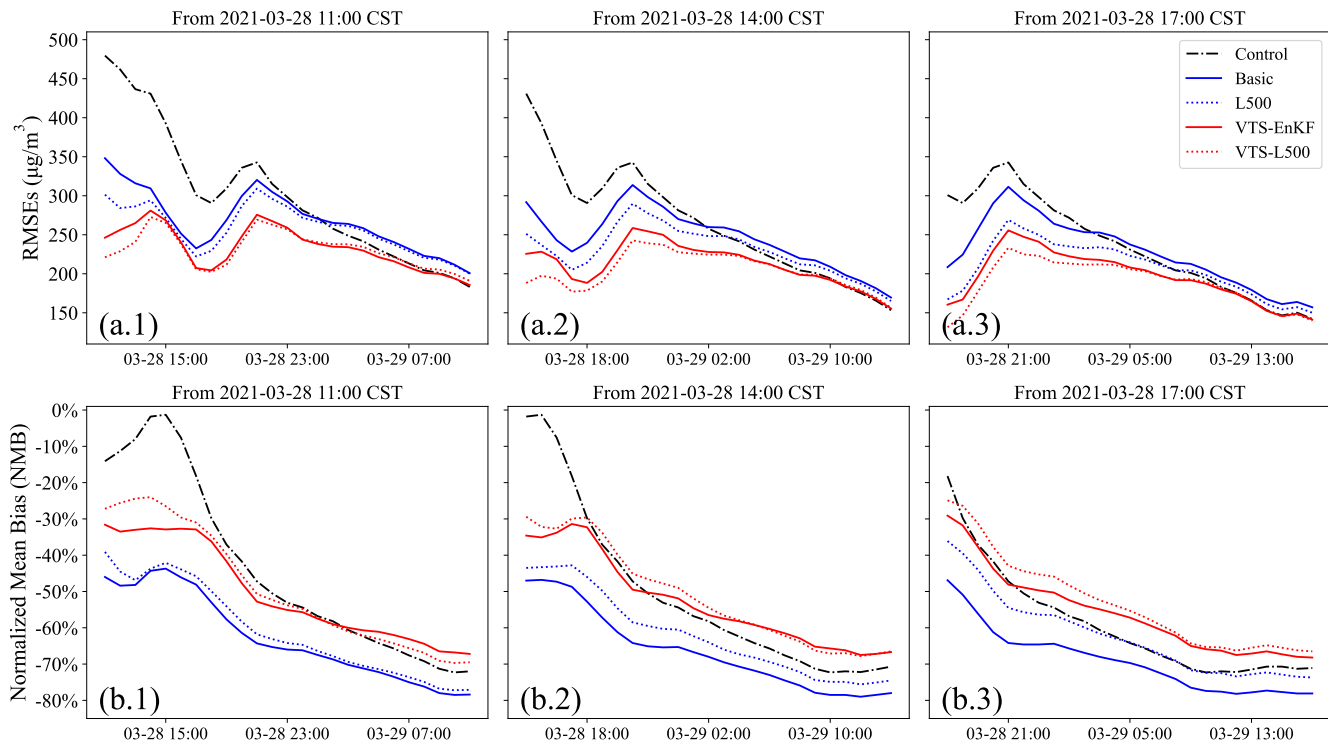 From 2021-03-28 11:00 CST
From 2021-03-28 14:00 CST
From 2021-03-28 17:00 CST
RMSEs (μg/m³)
500
450
400
350
300
250
200
150
Control
Basic
L500
VTS-EnKF
VTS-L500
(a.1)
(a.2)
(a.3)
03-28 15:00
03-28 23:00
03-29 07:00
03-28 18:00
03-29 02:00
03-29 10:00
03-28 21:00
03-29 05:00
03-29 13:00
From 2021-03-28 11:00 CST
From 2021-03-28 14:00 CST
From 2021-03-28 17:00 CST
Normalized Mean Bias (NMB)
0%
-10%
-20%
-30%
-40%
-50%
-60%
-70%
-80%
(b.1)
(b.2)
(b.3)
03-28 15:00
03-28 23:00
03-29 07:00
03-28 18:00
03-29 02:00
03-29 10:00
03-28 21:00
03-29 05:00
03-29 13:00